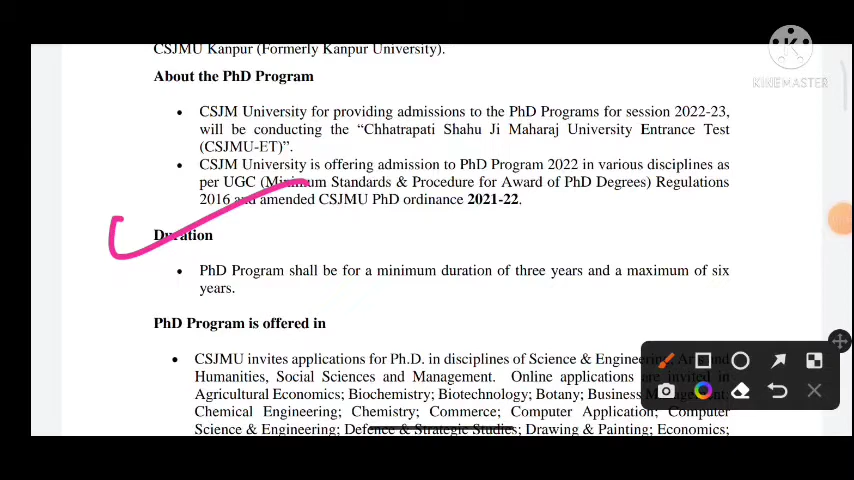 CSJMU Kanpur (Formerly Kanpur University).
KINEMASTER
About the PhD Program
• CSJM University for providing admissions to the PhD Programs for session 2022-23,
will be conducting the “Chhatrapati Shahu Ji Maharaj University Entrance Test
(CSJMU-ET)”.
• CSJM University is offering admission to PhD Program 2022 in various disciplines as
per UGC (Minimum Standards & Procedure for Award of PhD Degrees) Regulations
2016 and amended CSJMU PhD ordinance 2021-22.
Duration
• PhD Program shall be for a minimum duration of three years and a maximum of six
years.
PhD Program is offered in
• CSJMU invites applications for Ph.D. in disciplines of Science & Engineering, Arts and
Humanities, Social Sciences and Management. Online applications are invited in
Agricultural Economics; Biochemistry; Biotechnology; Botany; Business Management;
Chemical Engineering; Chemistry; Commerce; Computer Application; Computer
Science & Engineering; Defence & Strategic Studies; Drawing & Painting; Economics;